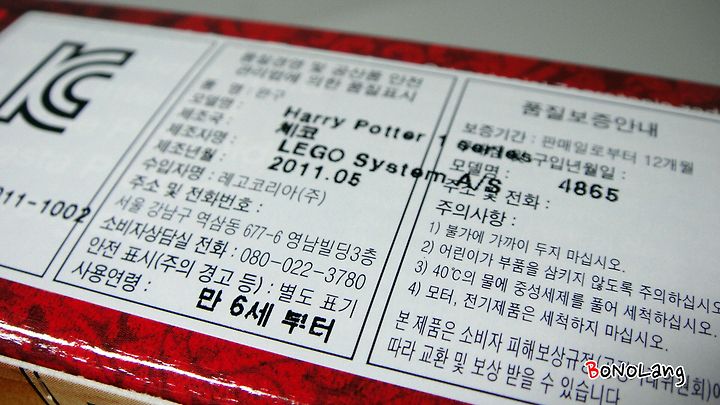 011-1002
품질경영 및 공산품 안전
관리법에 의한 품질표시
품 명 : 완구
모델명 : Harry Potter 1 series
제조국 : 체코
제조자명 : LEGO System A/S
제조년월 : 2011.05
수입자명 : 레고코리아(주)
주소 및 전화번호 :
서울 강남구 역삼동 677-6 영남빌딩3층
소비자상담실 전화 : 080-022-3780
안전 표시(주의 경고 등) : 별도 표기
사용연령 : 만 6세 부터
품질보증안내
보증기간 : 판매일로부터 12개월
구입년월일 :
모델명 : 4865
주소 및 전화 :
주의사항 :
1) 불가에 가까이 두지 마십시오.
2) 어린이가 부품을 삼키지 않도록 주의하십시오
3) 40℃의 물에 중성세제를 풀어 세척하십시오.
4) 모터, 전기제품은 세척하지 마십시오.
본 제품은 소비자 피해보상규정
따라 교환 및 보상 받을 수 있습니다
BoNoLang